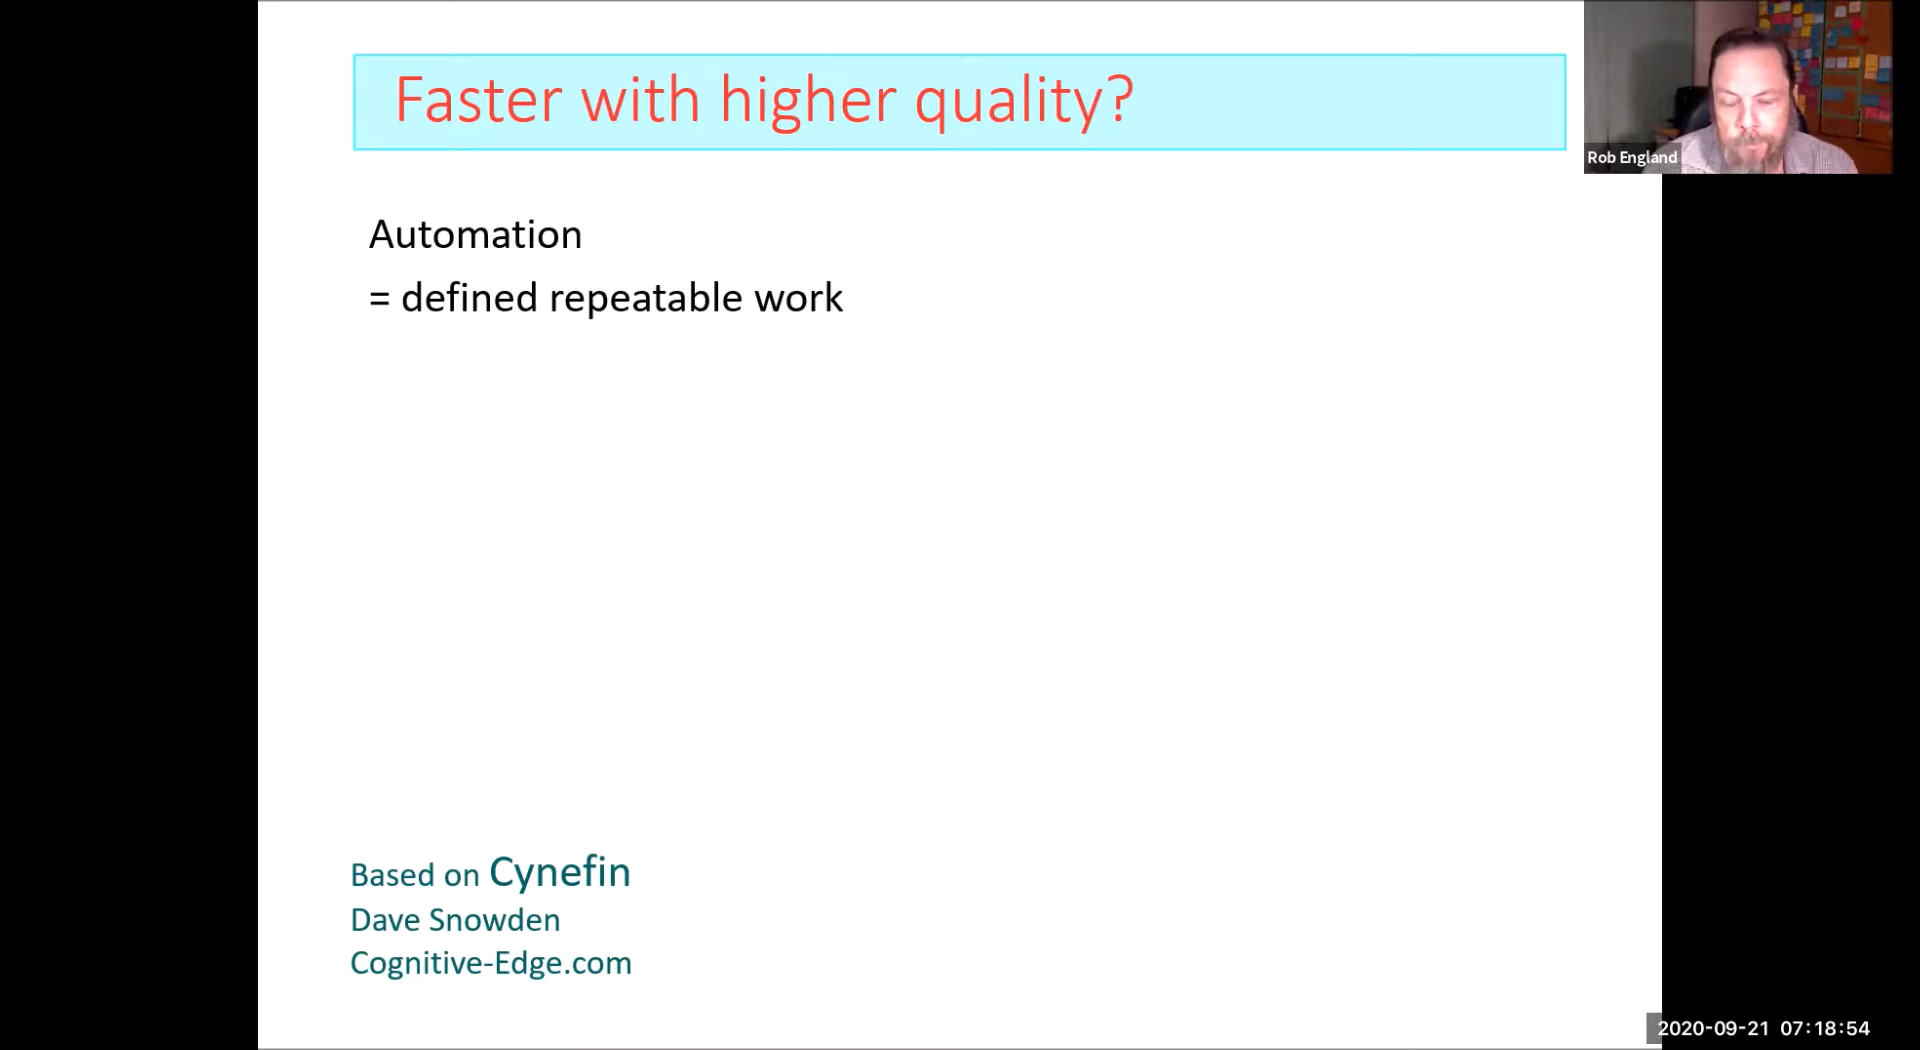 Faster with higher quality?
Rob England
Automation
= defined repeatable work
Based on Cynefin
Dave Snowden
Cognitive-Edge.com
2020-09-21 07:18:54